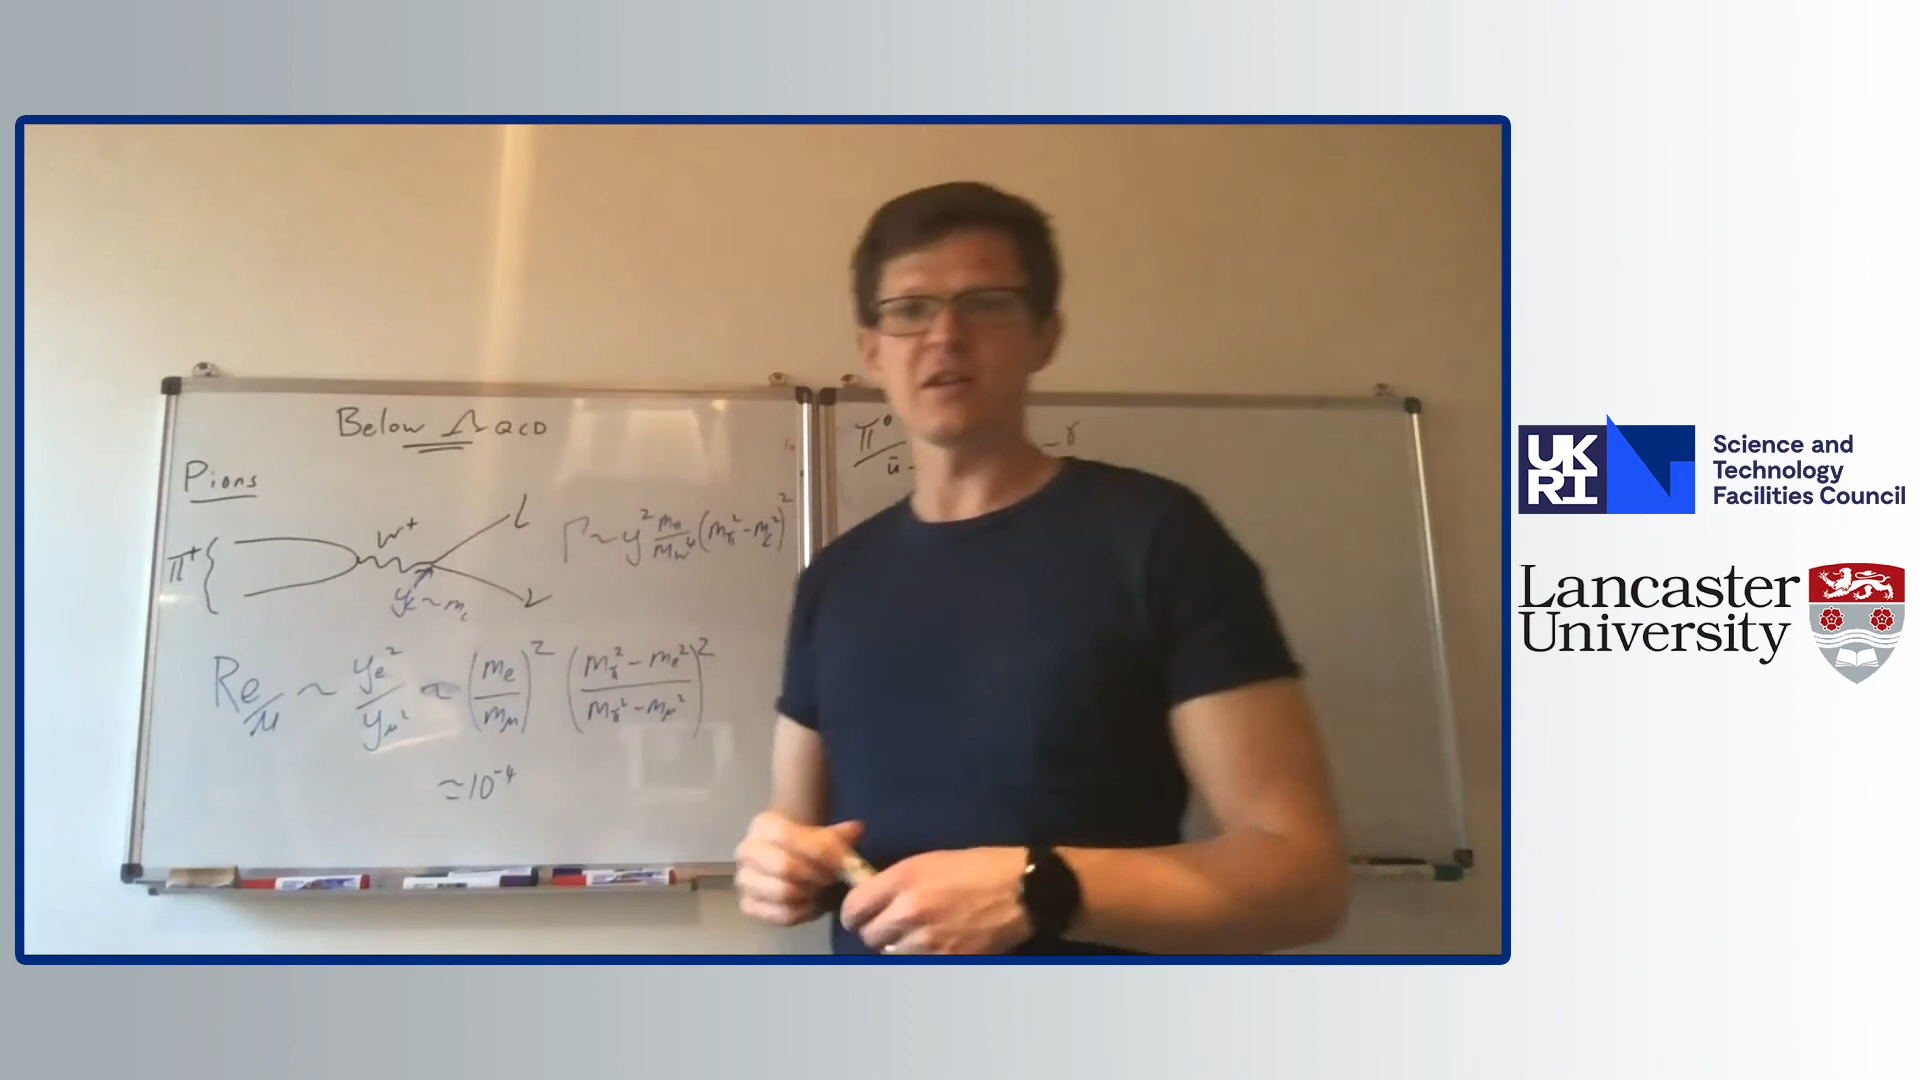 Below Λ QCD
Pions
π⁺ { W⁺ L ν
y_L ~ m_L
Γ ~ y² m_π/m_W⁴ (m_π² - m_L²)²
R e/μ ~ y_e²/y_μ² ~ (m_e/m_μ)² ((m_π² - m_e²)/(m_π² - m_μ²))²
≃ 10⁻⁴
π⁰
ū - γ
UK
RI
Science and
Technology
Facilities Council
Lancaster
University